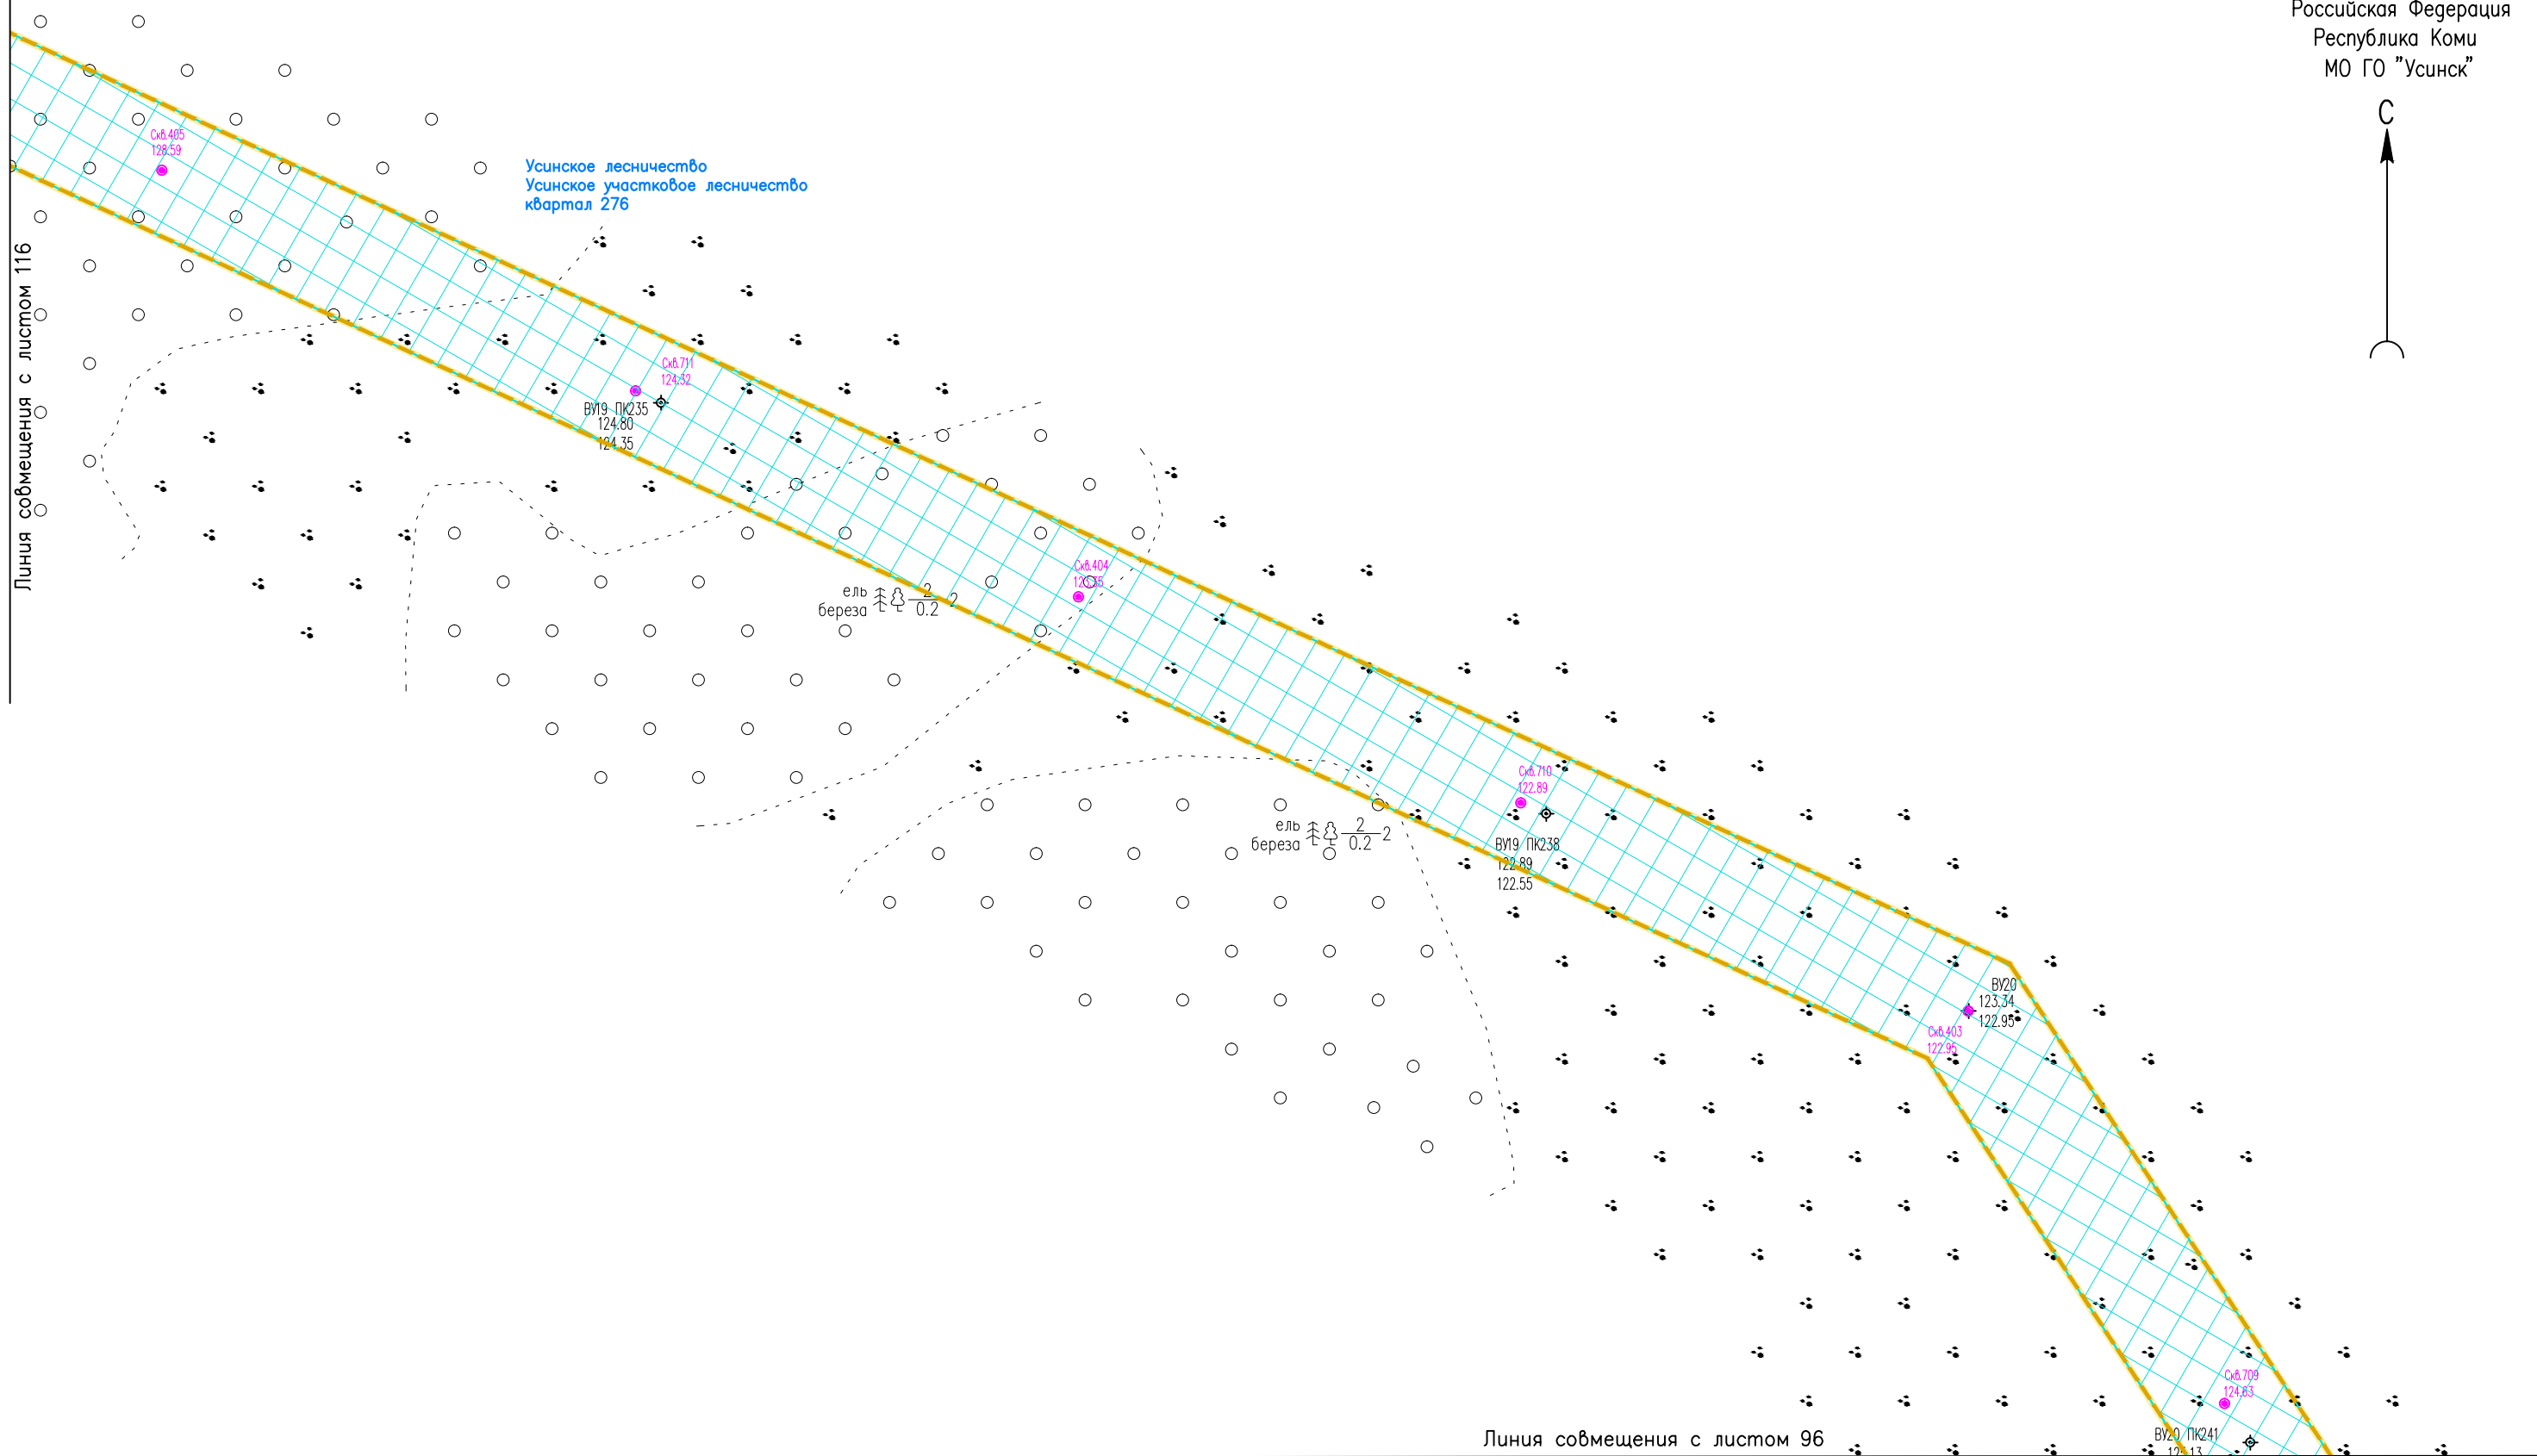 Российская Федерация
Республика Коми
МО ГО "Усинск"
С
Скв.405
128.59
Усинское лесничество
Усинское участковое лесничество
квартал 276
Линия совмещения с листом 116
Скв.711
124.32
ВУ19 ПК235
124.80
124.35
Скв.404
ель
береза
2
0.2
2
Скв.710
122.89
ель
береза
2
0.2
2
ВУ19 ПК238
122.89
122.55
ВУ20
123.34
122.95
Скв.403
122.95
Скв.709
124.63
ВУ20 ПК241
Линия совмещения с листом 96